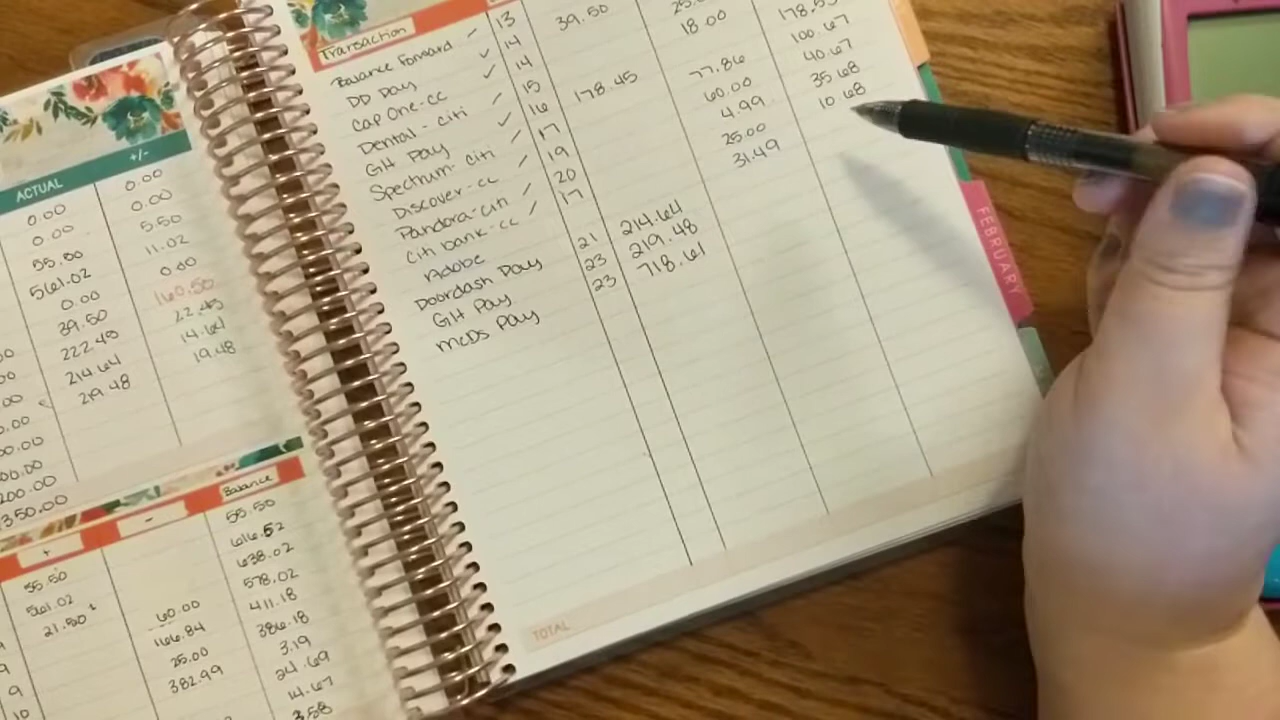 ACTUAL +/-
0.00 0.00
0.00 0.00
55.50 5.50
561.02 11.02
0.00 0.00
39.50 160.50
222.45 22.45
214.64 14.64
219.48 19.48
200.00
350.00
+ - Balance
55.50 55.50
561.02 616.52
21.50 638.02
60.00 578.02
166.84 411.18
25.00 386.18
382.99 3.19
24.69
14.67
3.58
10
Transaction
Balance Forward
DD Pay 13 39.50
Cap One-cc 14
Dental - Citi 14 18.00
GH Pay 15 178.45
Spectrum- Citi 16 77.86 100.67
Discover-cc 17 60.00 40.67
Pandora-Citi 19 4.99 35.68
Citi bank-cc 20 25.00 10.68
Adobe 17 31.49
Doordash Pay 21 214.64
GH Pay 23 219.48
mcDs Pay 23 718.61
TOTAL
FEBRUARY